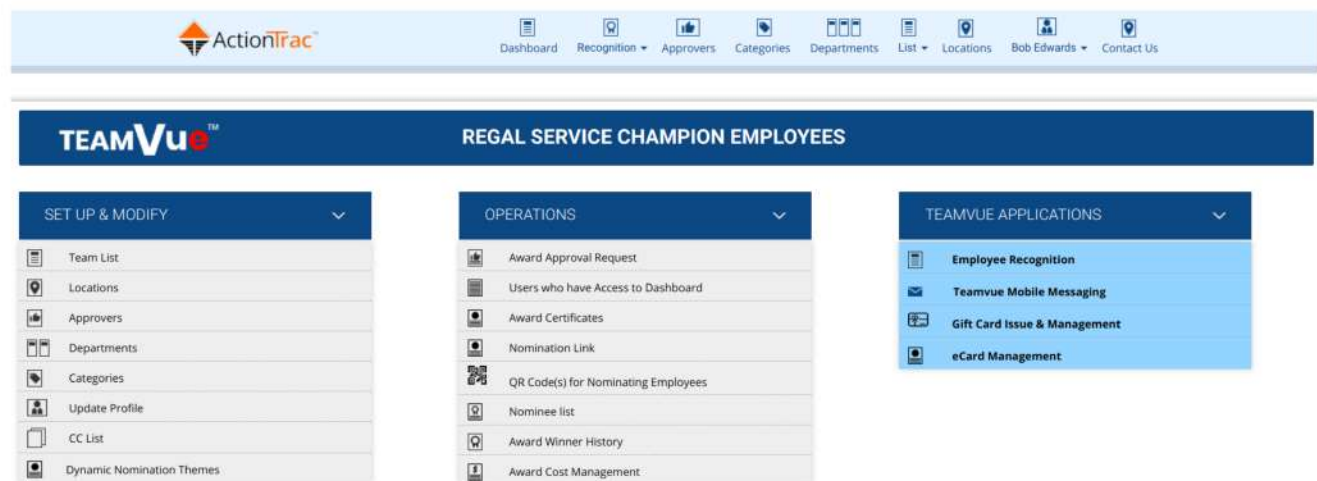 ActionTrac
Dashboard Recognition Approvers Categories Departments List Locations Bob Edwards Contact Us
TEAMVue™ REGAL SERVICE CHAMPION EMPLOYEES
SET UP & MODIFY
Team List
Locations
Approvers
Departments
Categories
Update Profile
CC List
Dynamic Nomination Themes
OPERATIONS
Award Approval Request
Users who have Access to Dashboard
Award Certificates
Nomination Link
QR Code(s) for Nominating Employees
Nominee list
Award Winner History
Award Cost Management
TEAMVUE APPLICATIONS
Employee Recognition
Teamvue Mobile Messaging
Gift Card Issue & Management
eCard Management